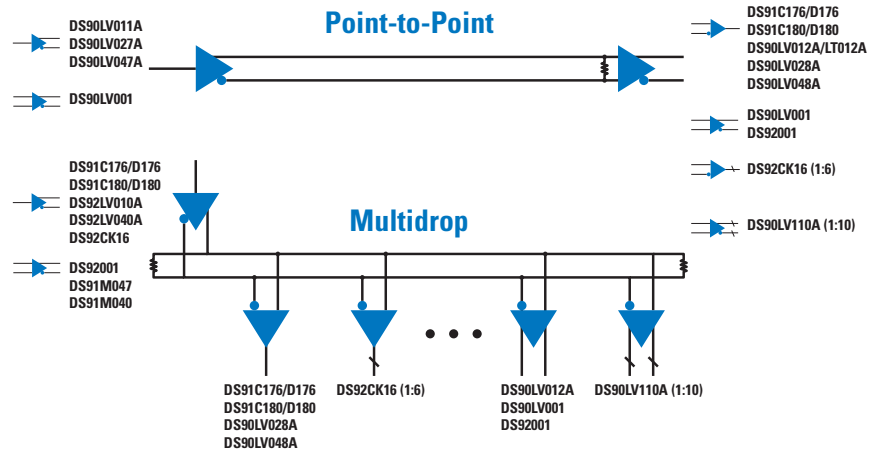 Point-to-Point
DS90LV011A
DS90LV027A
DS90LV047A
DS90LV001
DS91C176/D176
DS91C180/D180
DS90LV012A/LT012A
DS90LV028A
DS90LV048A
DS90LV001
DS92001
DS92CK16 (1:6)
DS90LV110A (1:10)
Multidrop
DS91C176/D176
DS91C180/D180
DS92LV010A
DS92LV040A
DS92CK16
DS92001
DS91M047
DS91M040
DS91C176/D176
DS91C180/D180
DS90LV028A
DS90LV048A
DS92CK16 (1:6)
DS90LV012A
DS90LV001
DS92001
DS90LV110A (1:10)